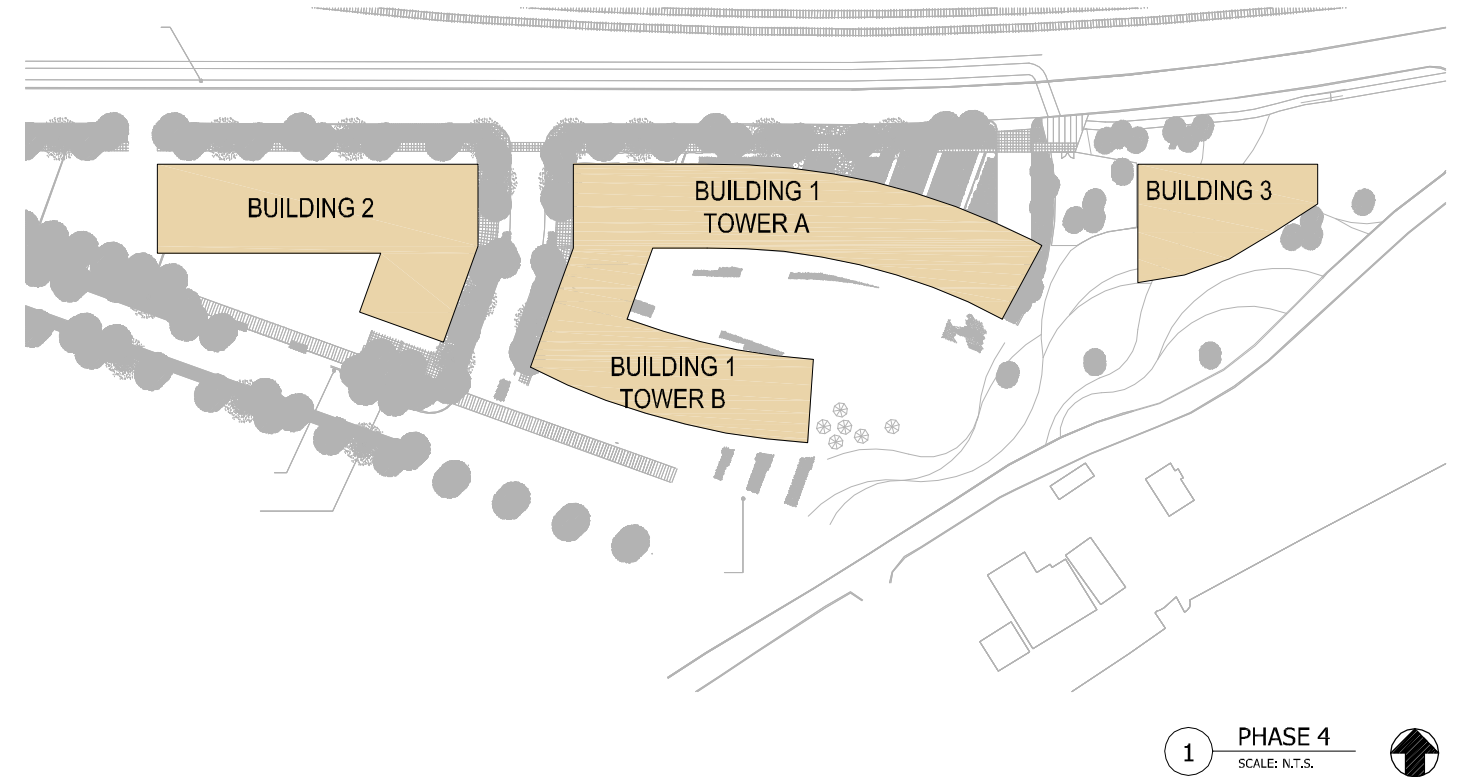 BUILDING 2
BUILDING 1
TOWER A
BUILDING 3
BUILDING 1
TOWER B
1
PHASE 4
SCALE: N.T.S.